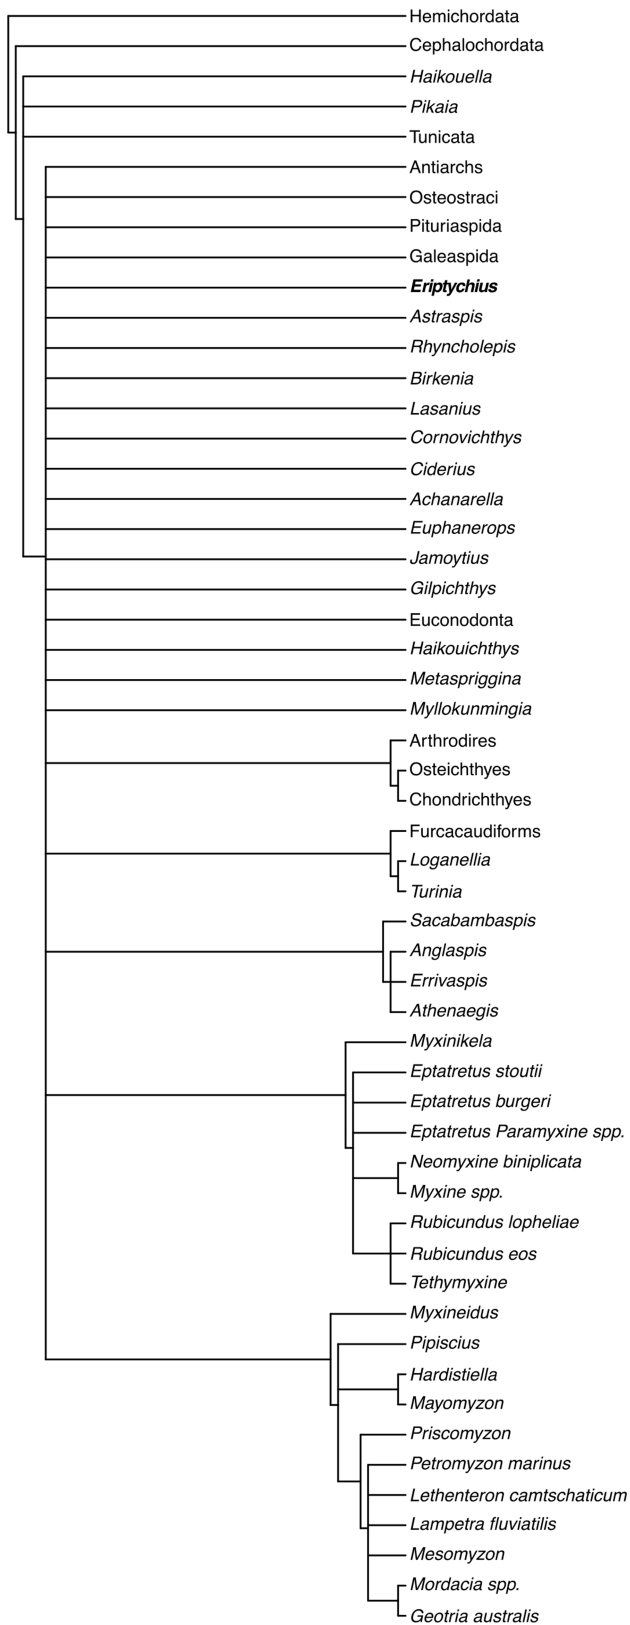 Hemichordata
Cephalochordata
Haikouella
Pikaia
Tunicata
Antiarchs
Osteostraci
Pituriaspida
Galeaspida
Eriptychius
Astraspis
Rhyncholepis
Birkenia
Lasanius
Cornovichthys
Ciderius
Achanarella
Euphanerops
Jamoytius
Gilpichthys
Euconodonta
Haikouichthys
Metaspriggina
Myllokunmingia
Arthrodires
Osteichthyes
Chondrichthyes
Furcacaudiforms
Loganellia
Turinia
Sacabambaspis
Anglaspis
Errivaspis
Athenaegis
Myxinikela
Eptatretus stoutii
Eptatretus burgeri
Eptatretus Paramyxine spp.
Neomyxine biniplicata
Myxine spp.
Rubicundus lopheliae
Rubicundus eos
Tethymyxine
Myxineidus
Pipiscius
Hardistiella
Mayomyzon
Priscomyzon
Petromyzon marinus
Lethenteron camtschaticum
Lampetra fluviatilis
Mesomyzon
Mordacia spp.
Geotria australis